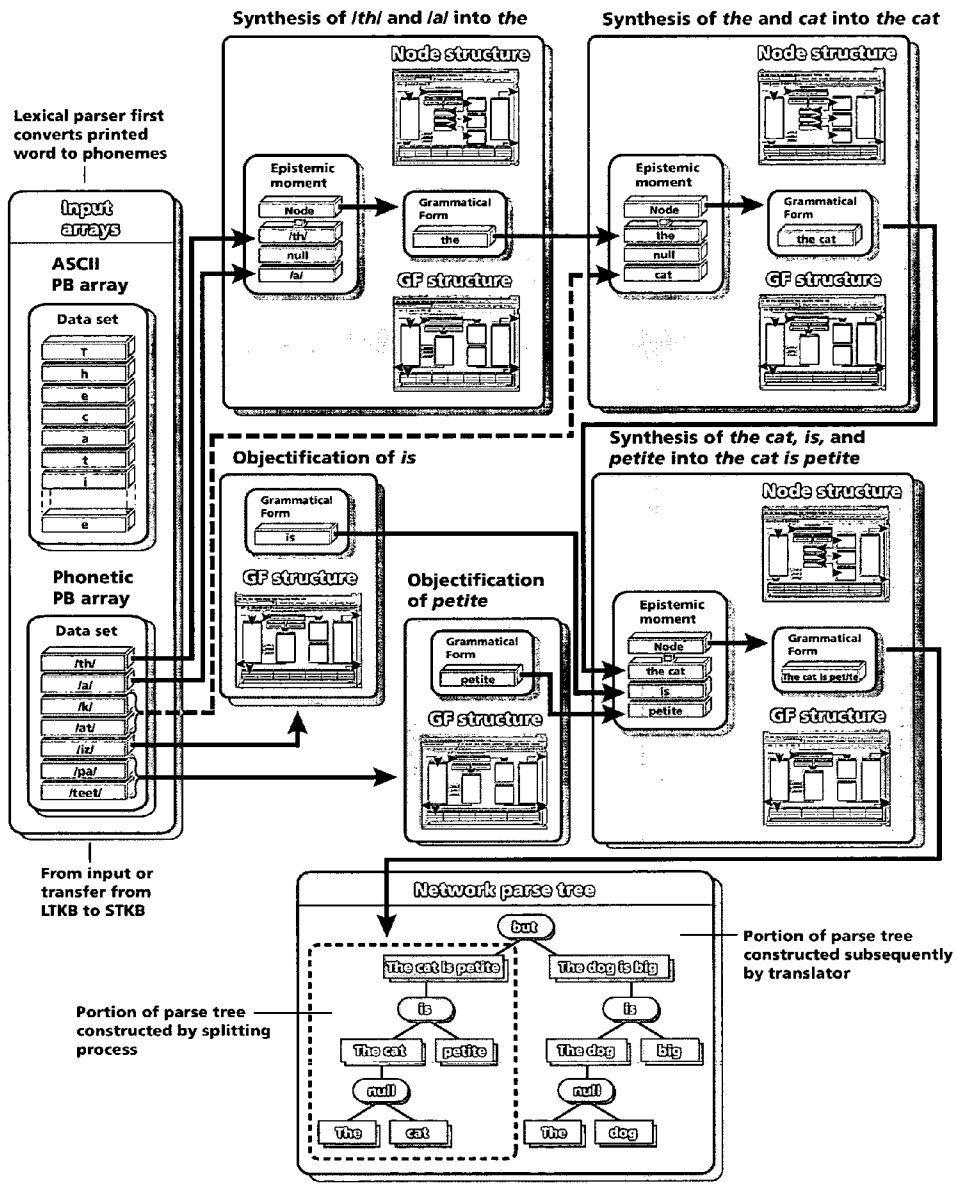 Synthesis of /th/ and /a/ into the
Synthesis of the and cat into the cat
Lexical parser first
converts printed
word to phonemes
Input
arrays
ASCII
PB array
Data set
T
h
e
c
a
t
i
e
Phonetic
PB array
Data set
/th/
/a/
/k/
/at/
/iz/
/pa/
/teet/
From input or
transfer from
LTKB to STKB
Node structure
Epistemic
moment
Node
/th/
null
/a/
Grammatical
Form
the
GF structure
Node structure
Epistemic
moment
Node
the
null
cat
Grammatical
Form
the cat
GF structure
Objectification of is
Grammatical
Form
is
GF structure
Objectification
of petite
Grammatical
Form
petite
GF structure
Synthesis of the cat, is, and
petite into the cat is petite
Node structure
Epistemic
moment
Node
the cat
is
petite
Grammatical
Form
The cat is petite
GF structure
Network parse tree
but
The cat is petite
The dog is big
is
is
The cat
petite
The dog
big
null
null
The
cat
The
dog
Portion of parse tree
constructed by splitting
process
Portion of parse tree
constructed subsequently
by translator